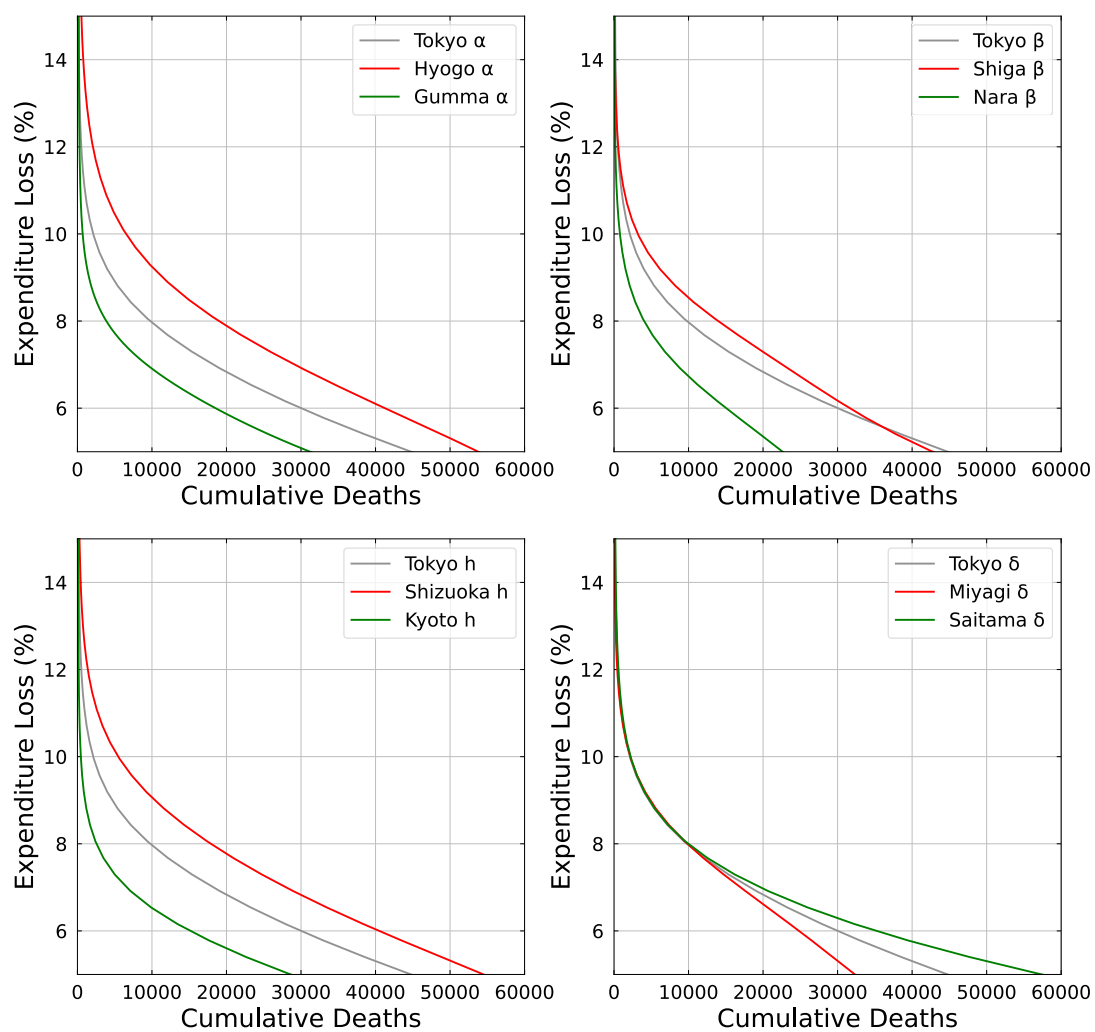 Expenditure Loss (%)
14
12
10
8
6
0 10000 20000 30000 40000 50000 60000
Cumulative Deaths
Tokyo α
Hyogo α
Gumma α
Expenditure Loss (%)
14
12
10
8
6
0 10000 20000 30000 40000 50000 60000
Cumulative Deaths
Tokyo β
Shiga β
Nara β
Expenditure Loss (%)
14
12
10
8
6
0 10000 20000 30000 40000 50000 60000
Cumulative Deaths
Tokyo h
Shizuoka h
Kyoto h
Expenditure Loss (%)
14
12
10
8
6
0 10000 20000 30000 40000 50000 60000
Cumulative Deaths
Tokyo δ
Miyagi δ
Saitama δ